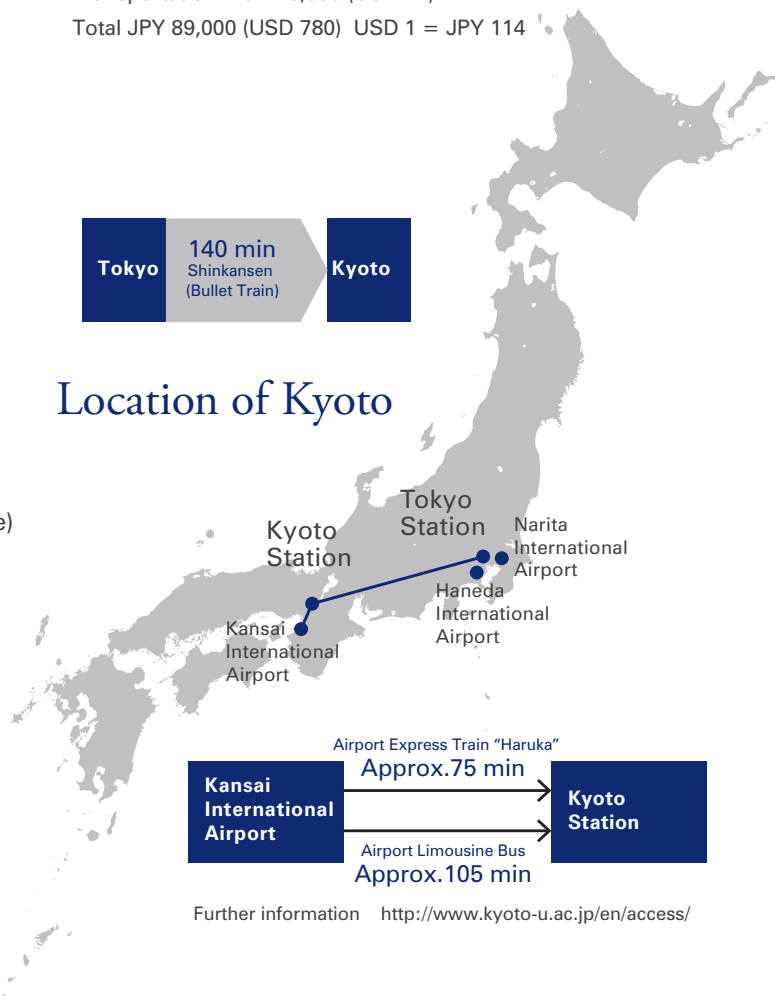 Total JPY 89,000 (USD 780) USD 1 = JPY 114
Tokyo
140 min
Shinkansen
(Bullet Train)
Kyoto
Location of Kyoto
e)
Tokyo
Station
Kyoto
Station
Narita
International
Airport
Haneda
International
Airport
Kansai
International
Airport
Airport Express Train “Haruka”
Approx.75 min
Kansai
International
Airport
Kyoto
Station
Airport Limousine Bus
Approx.105 min
Further information http://www.kyoto-u.ac.jp/en/access/